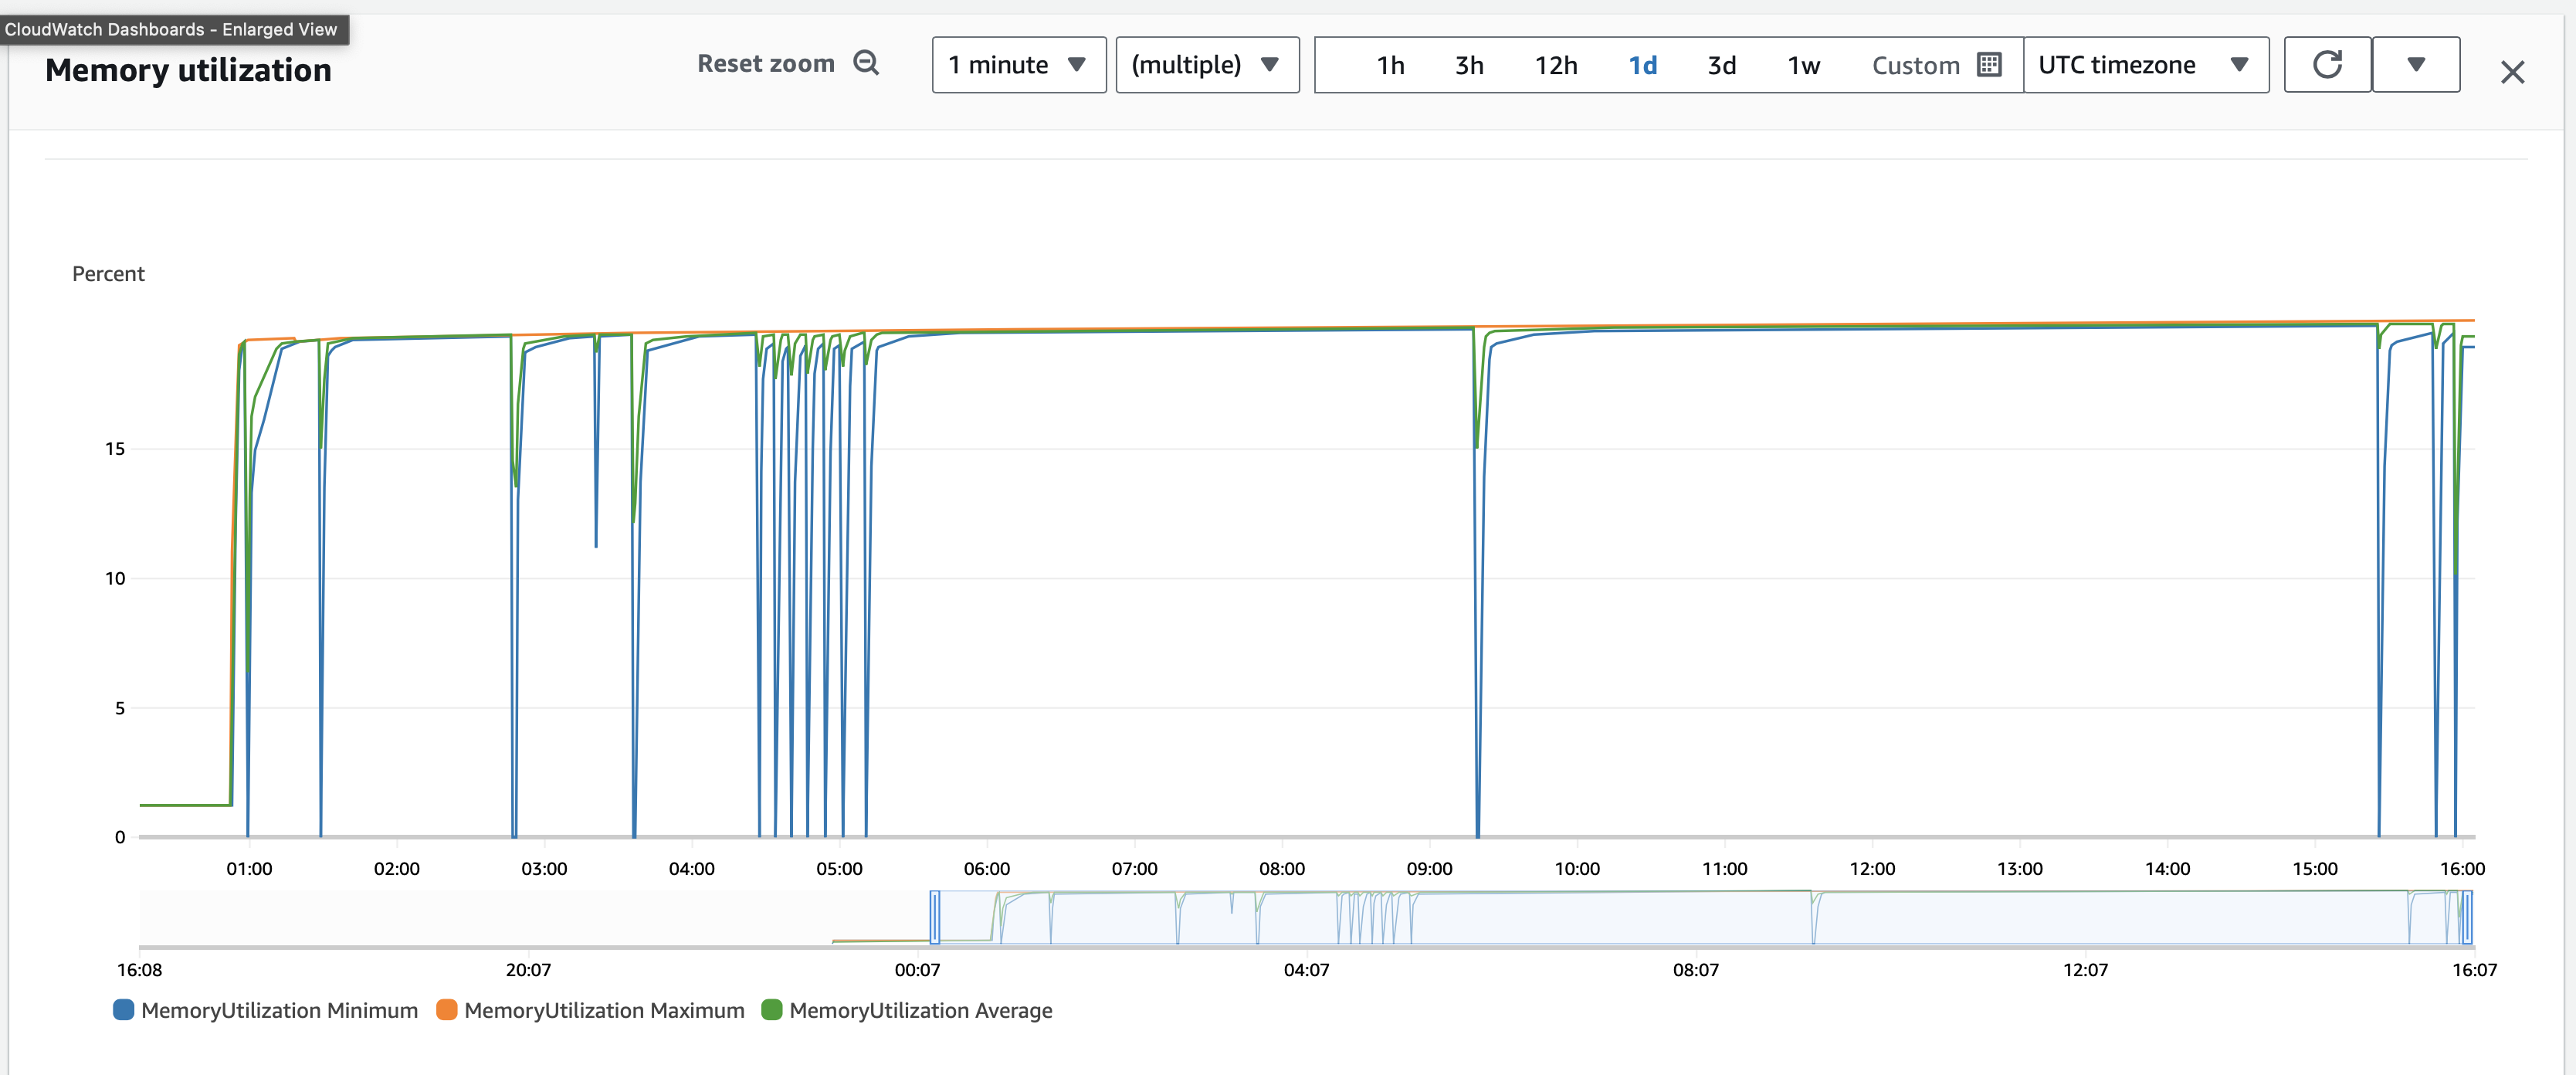 CloudWatch Dashboards - Enlarged View
Memory utilization
Reset zoom
1 minute
(multiple)
1h 3h 12h 1d 3d 1w Custom
UTC timezone
Percent
15
10
5
0
01:00 02:00 03:00 04:00 05:00 06:00 07:00 08:00 09:00 10:00 11:00 12:00 13:00 14:00 15:00 16:00
16:08 20:07 00:07 04:07 08:07 12:07 16:07
MemoryUtilization Minimum MemoryUtilization Maximum MemoryUtilization Average